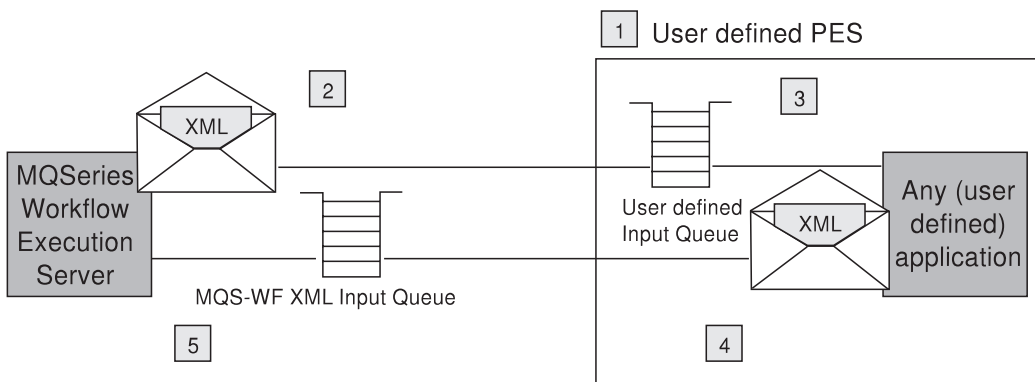 1 User defined PES
2
3
XML
MQSeries
Workflow
Execution
Server
User defined
Input Queue
XML
Any (user
defined)
application
MQS-WF XML Input Queue
5
4